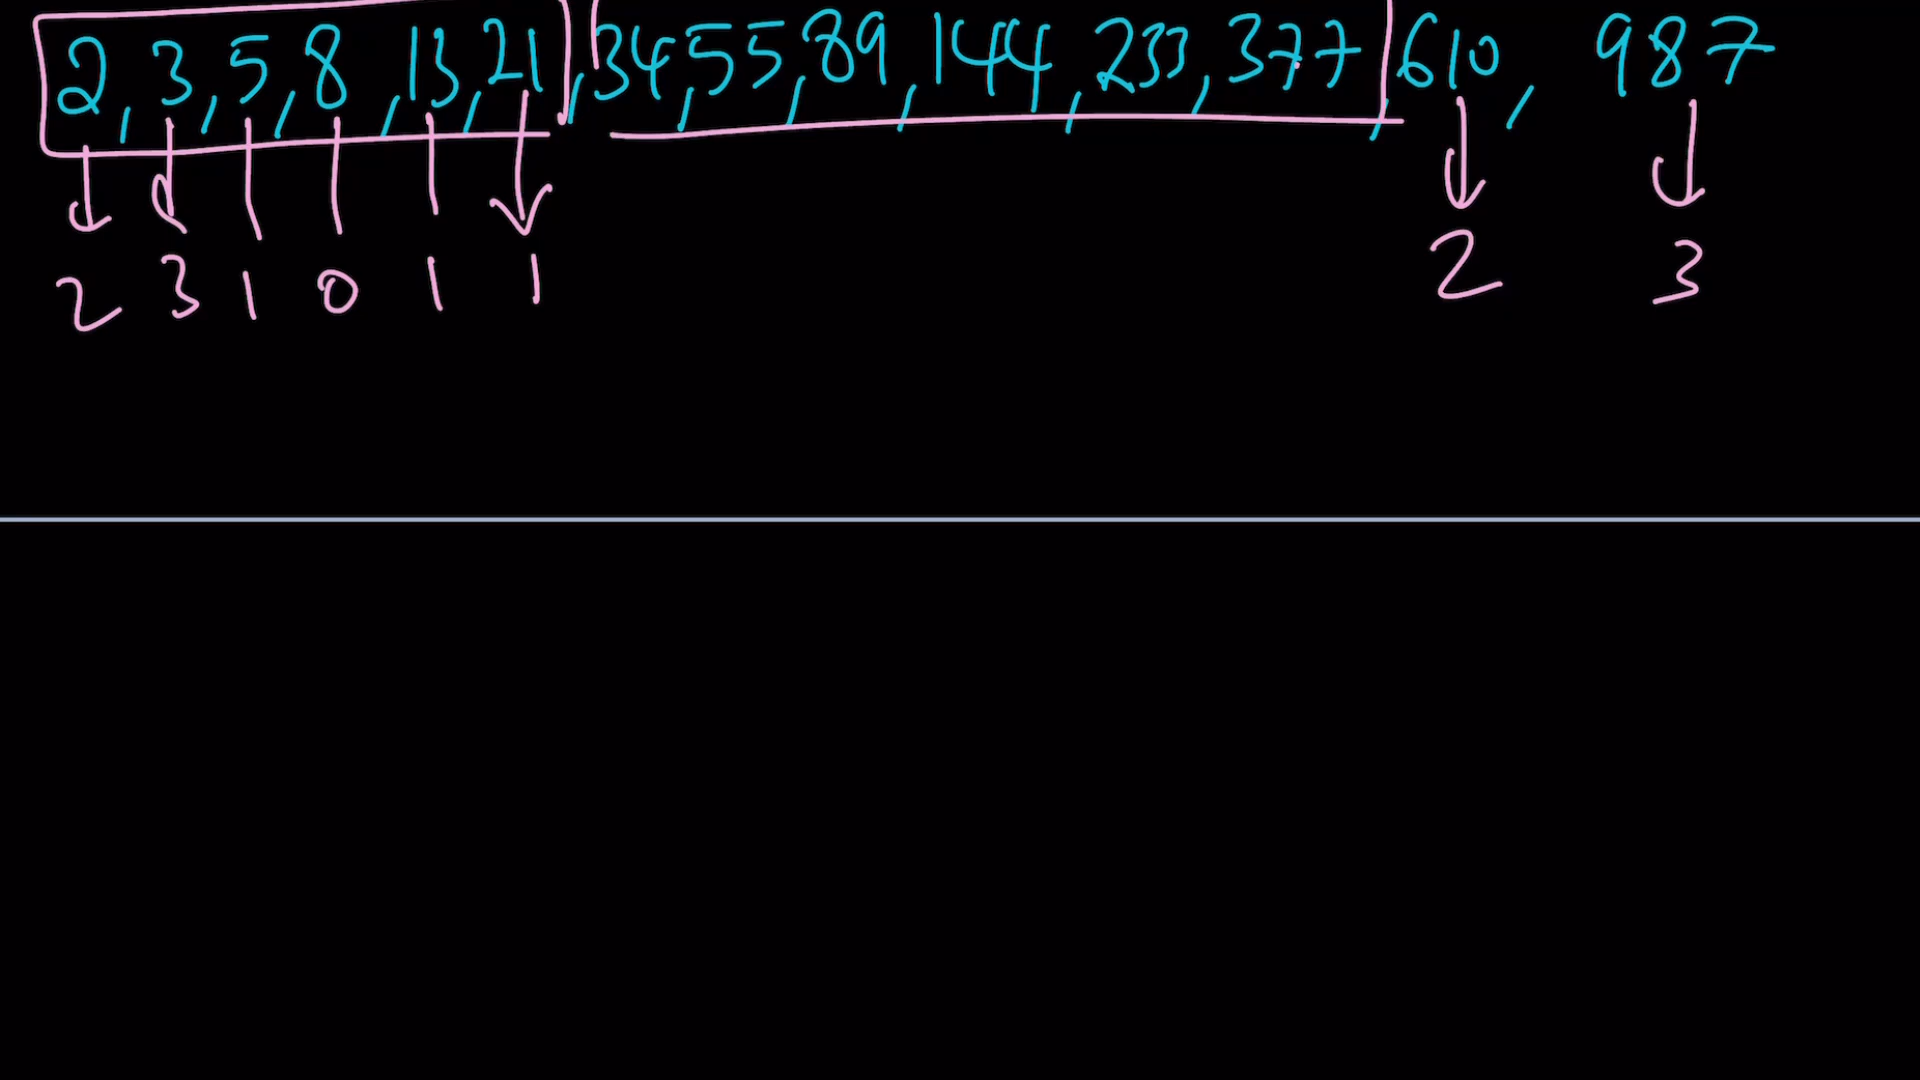 2, 3, 5, 8, 13, 21, 34, 55, 89, 144, 233, 377, 610, 987
2 3 1 0 1 1 2 3